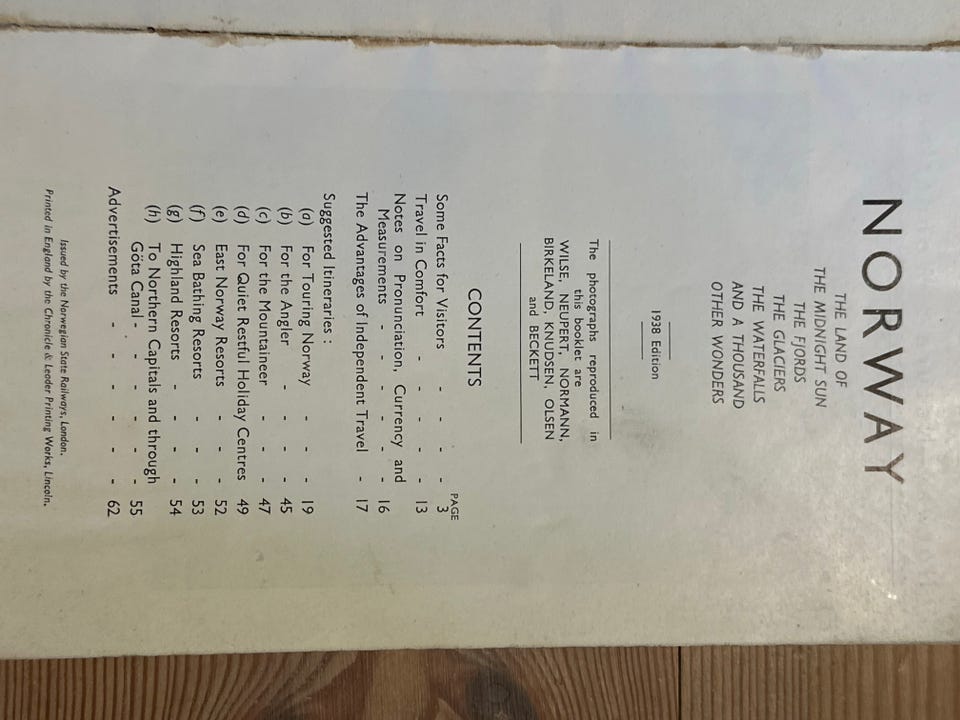 NORWAY
THE LAND OF
THE MIDNIGHT SUN
THE FJORDS
THE GLACIERS
THE WATERFALLS
AND A THOUSAND
OTHER WONDERS
1938 Edition
The photographs reproduced in
this booklet are
WILSE, NEUPERT, NORMANN,
BIRKELAND, KNUDSEN, OLSEN
and BECKETT
CONTENTS
PAGE
Some Facts for Visitors - - - - 3
Travel in Comfort - - - - 13
Notes on Pronunciation, Currency and
Measurements - - - - - 16
The Advantages of Independent Travel - 17
Suggested Itineraries :
(a) For Touring Norway - - - 19
(b) For the Angler - - - - 45
(c) For the Mountaineer - - - 47
(d) For Quiet Restful Holiday Centres 49
(e) East Norway Resorts - - - 52
(f) Sea Bathing Resorts - - - 53
(g) Highland Resorts - - - - 54
(h) To Northern Capitals and through
Göta Canal - - - - - 55
Advertisements - - - - - - 62
Issued by the Norwegian State Railways, London.
Printed in England by the Chronicle & Leader Printing Works, Lincoln.